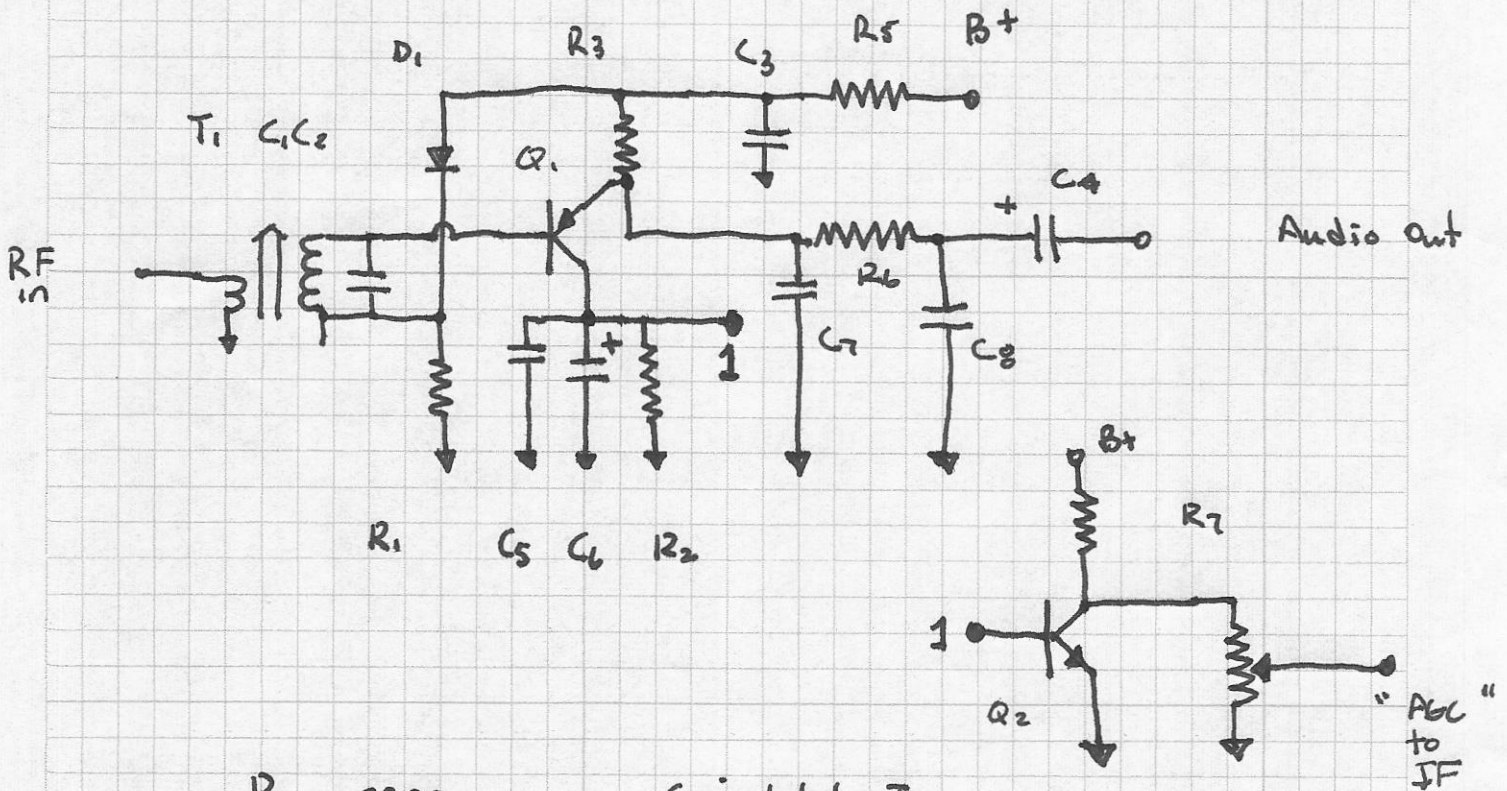 D1
R3
C3
R5
B+
T1
C1C2
Q1
C4
+
RF
in
R6
Audio Out
+
1
C7
C8
B+
R1
C5
C6
R2
R7
1
Q2
"AGC"
to
IF